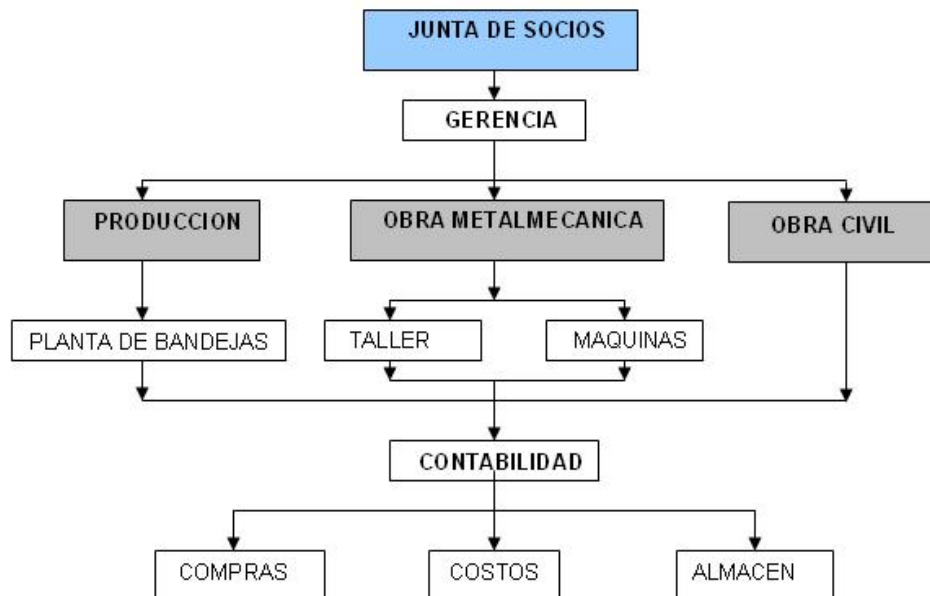 JUNTA DE SOCIOS
GERENCIA
PRODUCCION
OBRA METALMECANICA
OBRA CIVIL
PLANTA DE BANDEJAS
TALLER
MAQUINAS
CONTABILIDAD
COMPRAS
COSTOS
ALMACEN